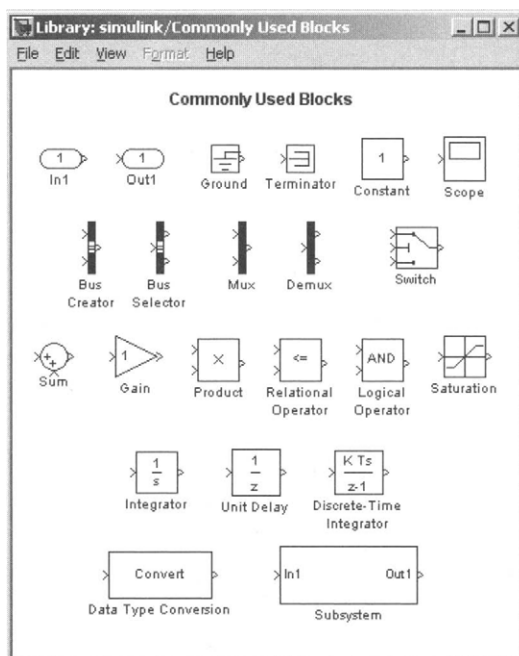 Library: simulink/Commonly Used Blocks
File Edit View Format Help
Commonly Used Blocks
1 1 1
In1 Out1 Ground Terminator Constant Scope
Bus Creator Bus Selector Mux Demux Switch
+ + 1 × <= AND
Sum Gain Product Relational Operator Logical Operator Saturation
1/s 1/z K Ts/z-1
Integrator Unit Delay Discrete-Time Integrator
Convert In1 Out1
Data Type Conversion Subsystem